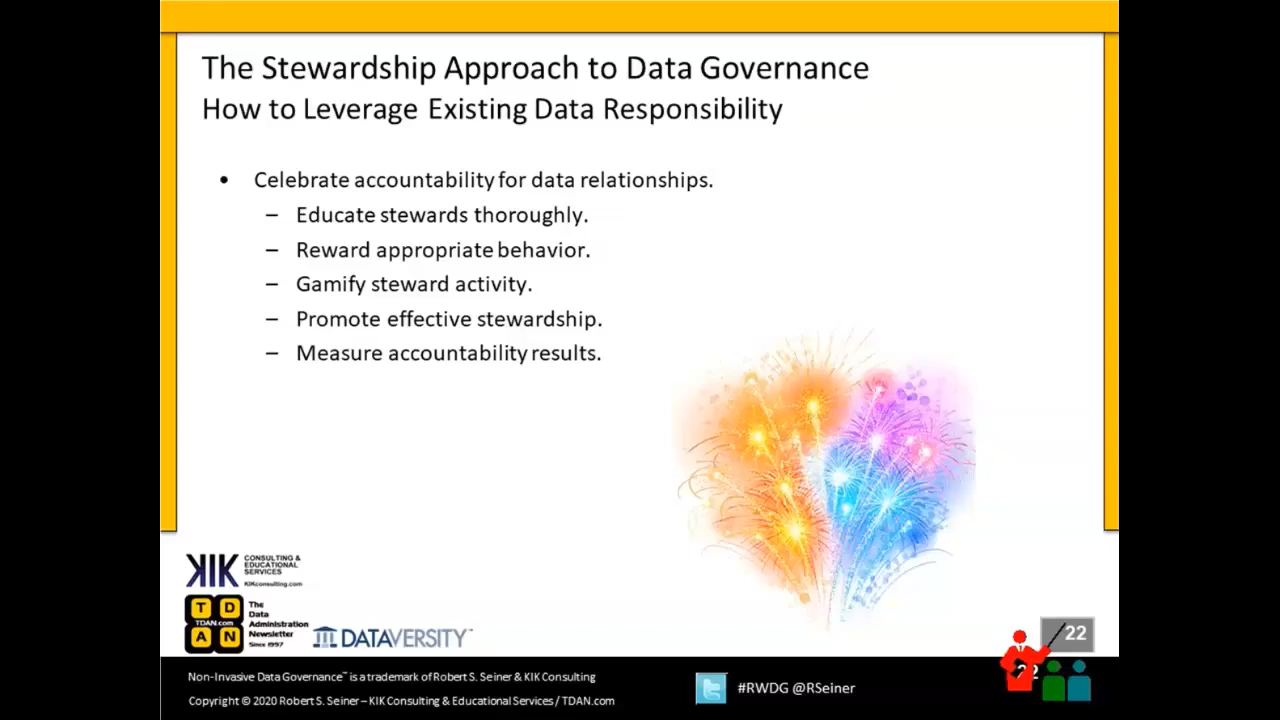 The Stewardship Approach to Data Governance
How to Leverage Existing Data Responsibility
• Celebrate accountability for data relationships.
– Educate stewards thoroughly.
– Reward appropriate behavior.
– Gamify steward activity.
– Promote effective stewardship.
– Measure accountability results.
KIK CONSULTING &
EDUCATIONAL
SERVICES
KIKconsulting.com
T D
TDAN.com
A N
The
Data
Administration
Newsletter
Since 1997
DATAVERSITY™
22
22
Non-Invasive Data Governance™ is a trademark of Robert S. Seiner & KIK Consulting
Copyright © 2020 Robert S. Seiner – KIK Consulting & Educational Services / TDAN.com
#RWDG @RSeiner